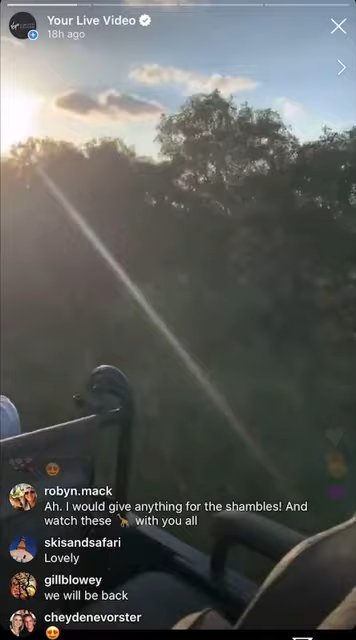 Your Live Video
18h ago
robyn.mack
Ah. I would give anything for the shambles! And
watch these 🦒 with you all
skisandsafari
Lovely
gillblowey
we will be back
cheydenevorster
😍